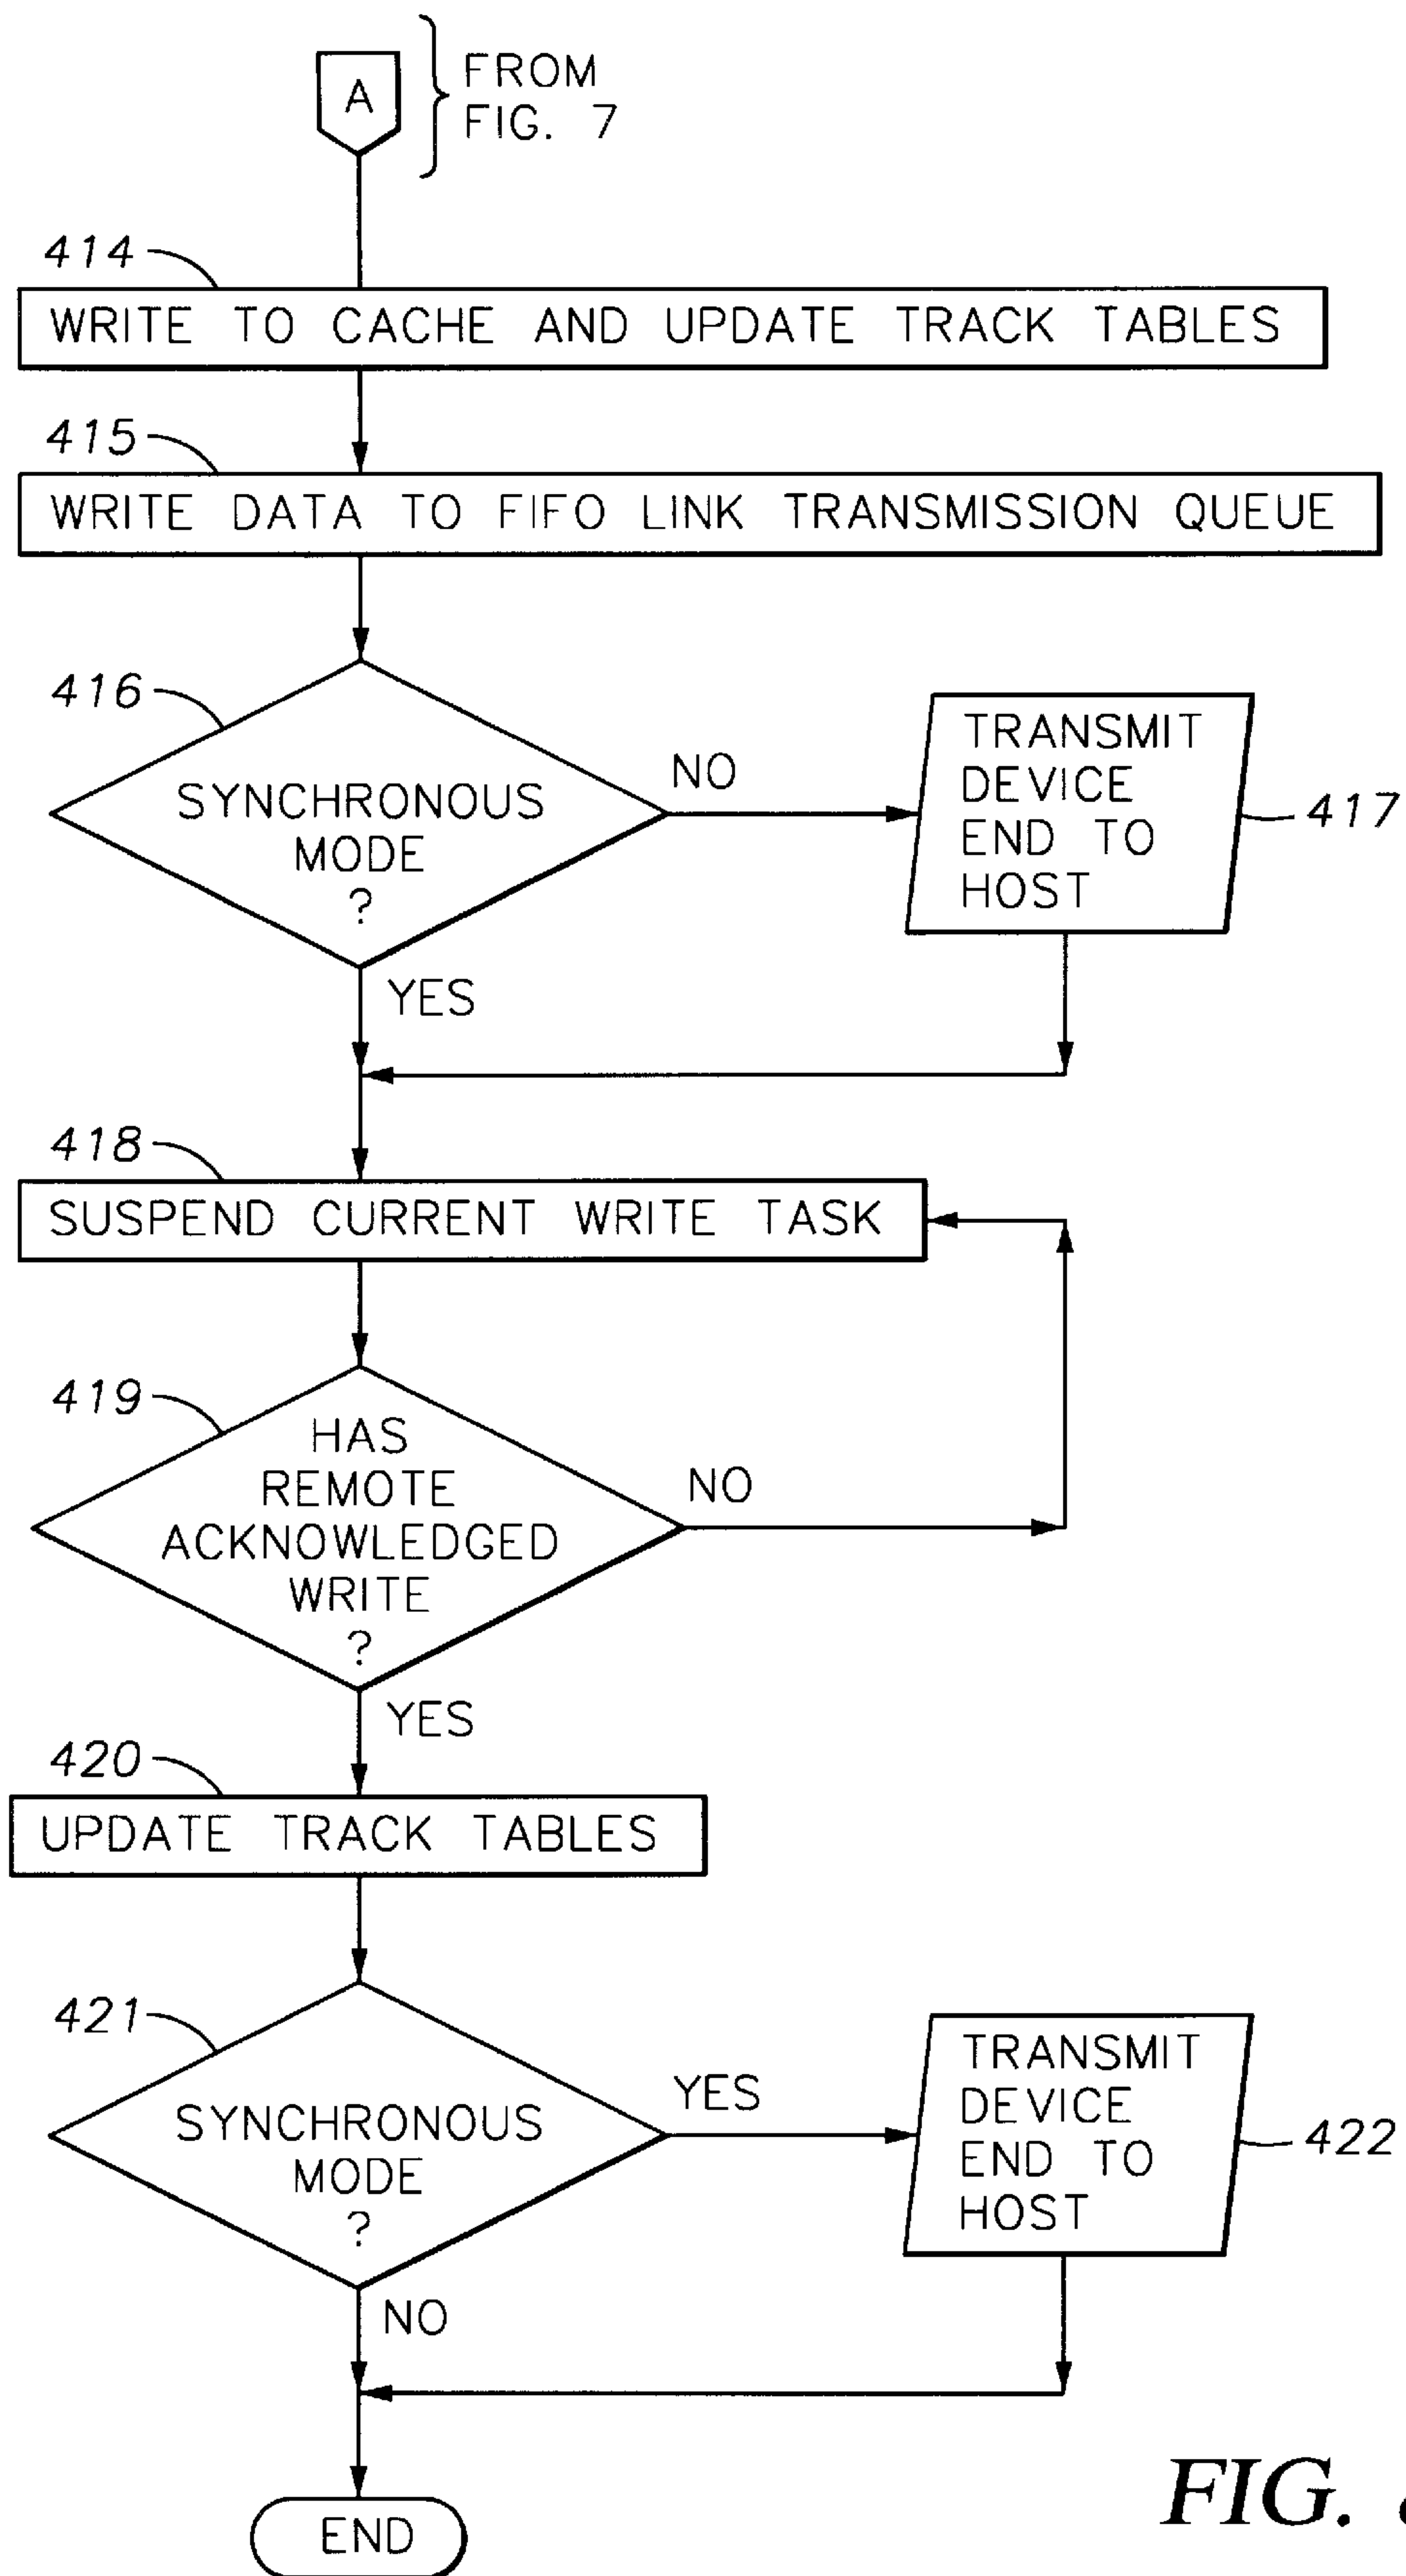 A
FROM
FIG. 7
414
WRITE TO CACHE AND UPDATE TRACK TABLES
415
WRITE DATA TO FIFO LINK TRANSMISSION QUEUE
416
SYNCHRONOUS
MODE
?
NO
TRANSMIT
DEVICE
END TO
HOST
417
YES
418
SUSPEND CURRENT WRITE TASK
419
HAS
REMOTE
ACKNOWLEDGED
WRITE
?
NO
YES
420
UPDATE TRACK TABLES
421
SYNCHRONOUS
MODE
?
YES
TRANSMIT
DEVICE
END TO
HOST
422
NO
END
FIG.